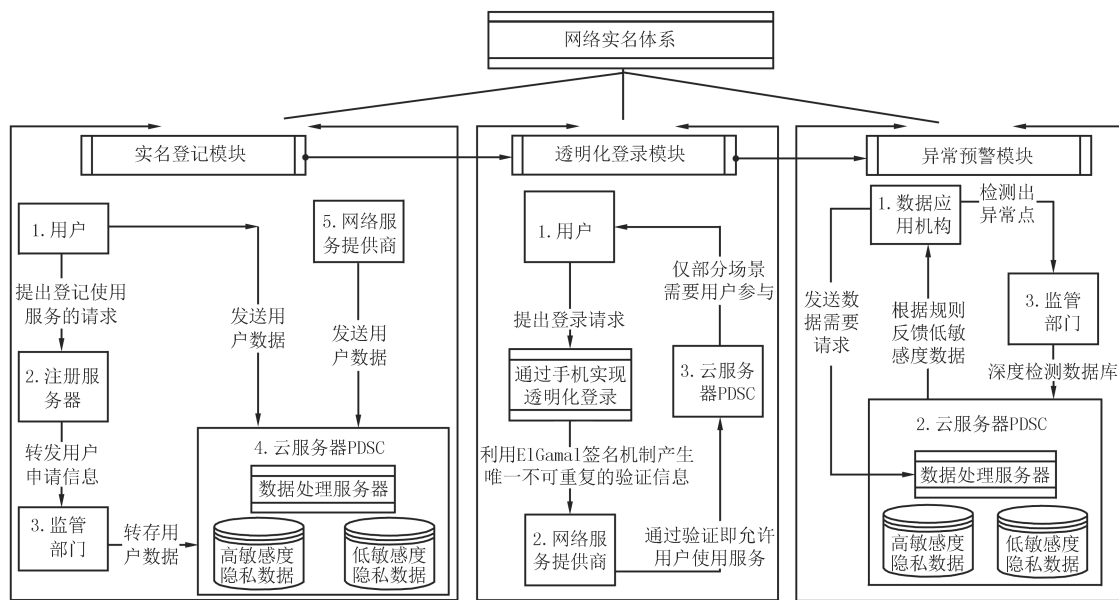 网络实名体系
实名登记模块
1.用户
提出登记使用
服务的请求
2.注册服
务器
转发用户
申请信息
3.监管
部门
转存用
户数据
发送用
户数据
5.网络服
务提供商
发送用
户数据
4.云服务器PDSC
数据处理服务器
高敏感度
隐私数据
低敏感度
隐私数据
透明化登录模块
1.用户
提出登录请求
通过手机实现
透明化登录
利用ElGamal签名机制产生
唯一不可重复的验证信息
2.网络服
务提供商
通过验证即允许
用户使用服务
3.云服务
器PDSC
仅部分场景
需要用户参与
异常预警模块
1.数据应
用机构
检测出
异常点
3.监管
部门
深度检测数据库
发送数
据需要
请求
根据规则
反馈低敏
感度数据
2.云服务器PDSC
数据处理服务器
高敏感度
隐私数据
低敏感度
隐私数据